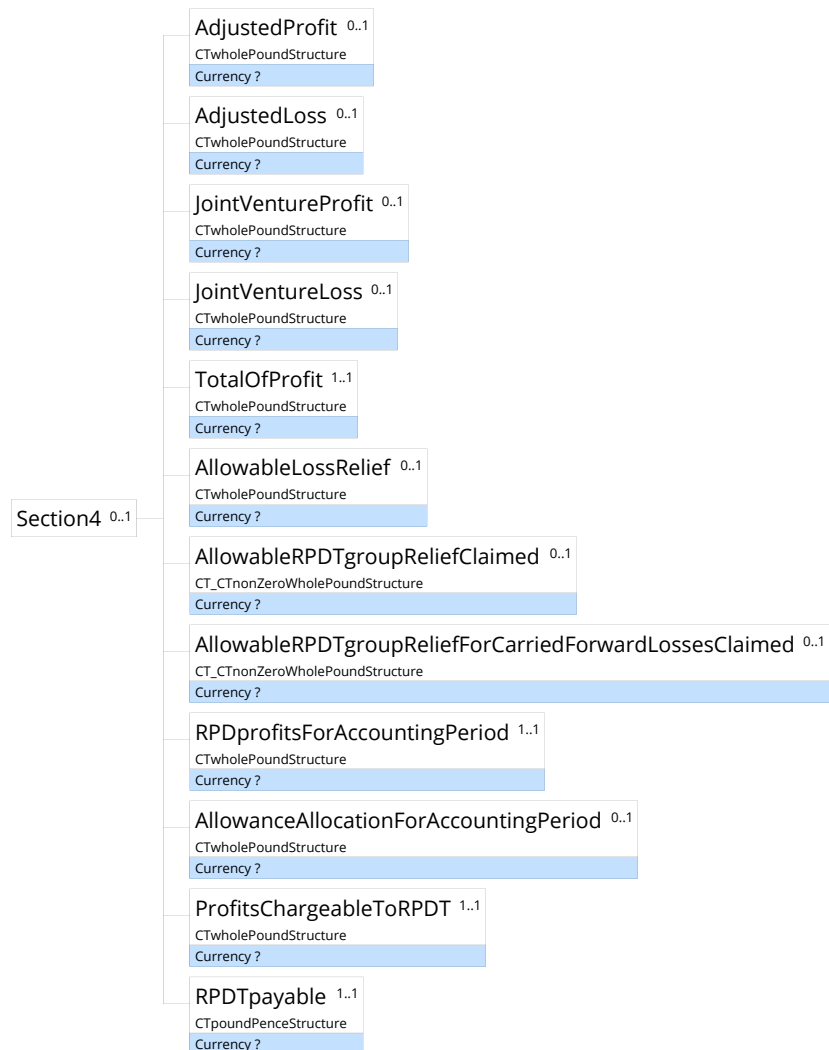 AdjustedProfit 0..1
CTwholePoundStructure
Currency ?
AdjustedLoss 0..1
CTwholePoundStructure
Currency ?
JointVentureProfit 0..1
CTwholePoundStructure
Currency ?
JointVentureLoss 0..1
CTwholePoundStructure
Currency ?
TotalOfProfit 1..1
CTwholePoundStructure
Currency ?
AllowableLossRelief 0..1
CTwholePoundStructure
Currency ?
Section4 0..1
AllowableRPDTgroupReliefClaimed 0..1
CT_CTnonZeroWholePoundStructure
Currency ?
AllowableRPDTgroupReliefForCarriedForwardLossesClaimed 0..1
CT_CTnonZeroWholePoundStructure
Currency ?
RPDprofitsForAccountingPeriod 1..1
CTwholePoundStructure
Currency ?
AllowanceAllocationForAccountingPeriod 0..1
CTwholePoundStructure
Currency ?
ProfitsChargeableToRPDT 1..1
CTwholePoundStructure
Currency ?
RPDTpayable 1..1
CTpoundPenceStructure
Currency ?